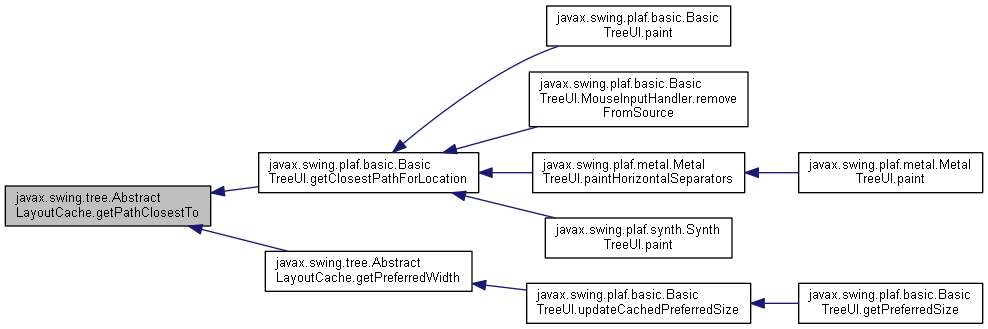 javax.swing.plaf.basic.Basic
TreeUI.paint
javax.swing.plaf.basic.Basic
TreeUI.MouseInputHandler.remove
FromSource
javax.swing.plaf.basic.Basic
TreeUI.getClosestPathForLocation
javax.swing.plaf.metal.Metal
TreeUI.paintHorizontalSeparators
javax.swing.plaf.metal.Metal
TreeUI.paint
javax.swing.tree.Abstract
LayoutCache.getPathClosestTo
javax.swing.plaf.synth.Synth
TreeUI.paint
javax.swing.tree.Abstract
LayoutCache.getPreferredWidth
javax.swing.plaf.basic.Basic
TreeUI.updateCachedPreferredSize
javax.swing.plaf.basic.Basic
TreeUI.getPreferredSize